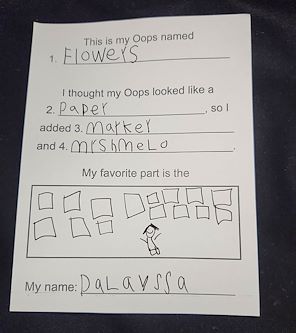 This is my Oops named
1. Flowers
I thought my Oops looked like a
2. Paper, so I
added 3. Marker
and 4. mrshmeLo.
My favorite part is the
My name: DaLayssa